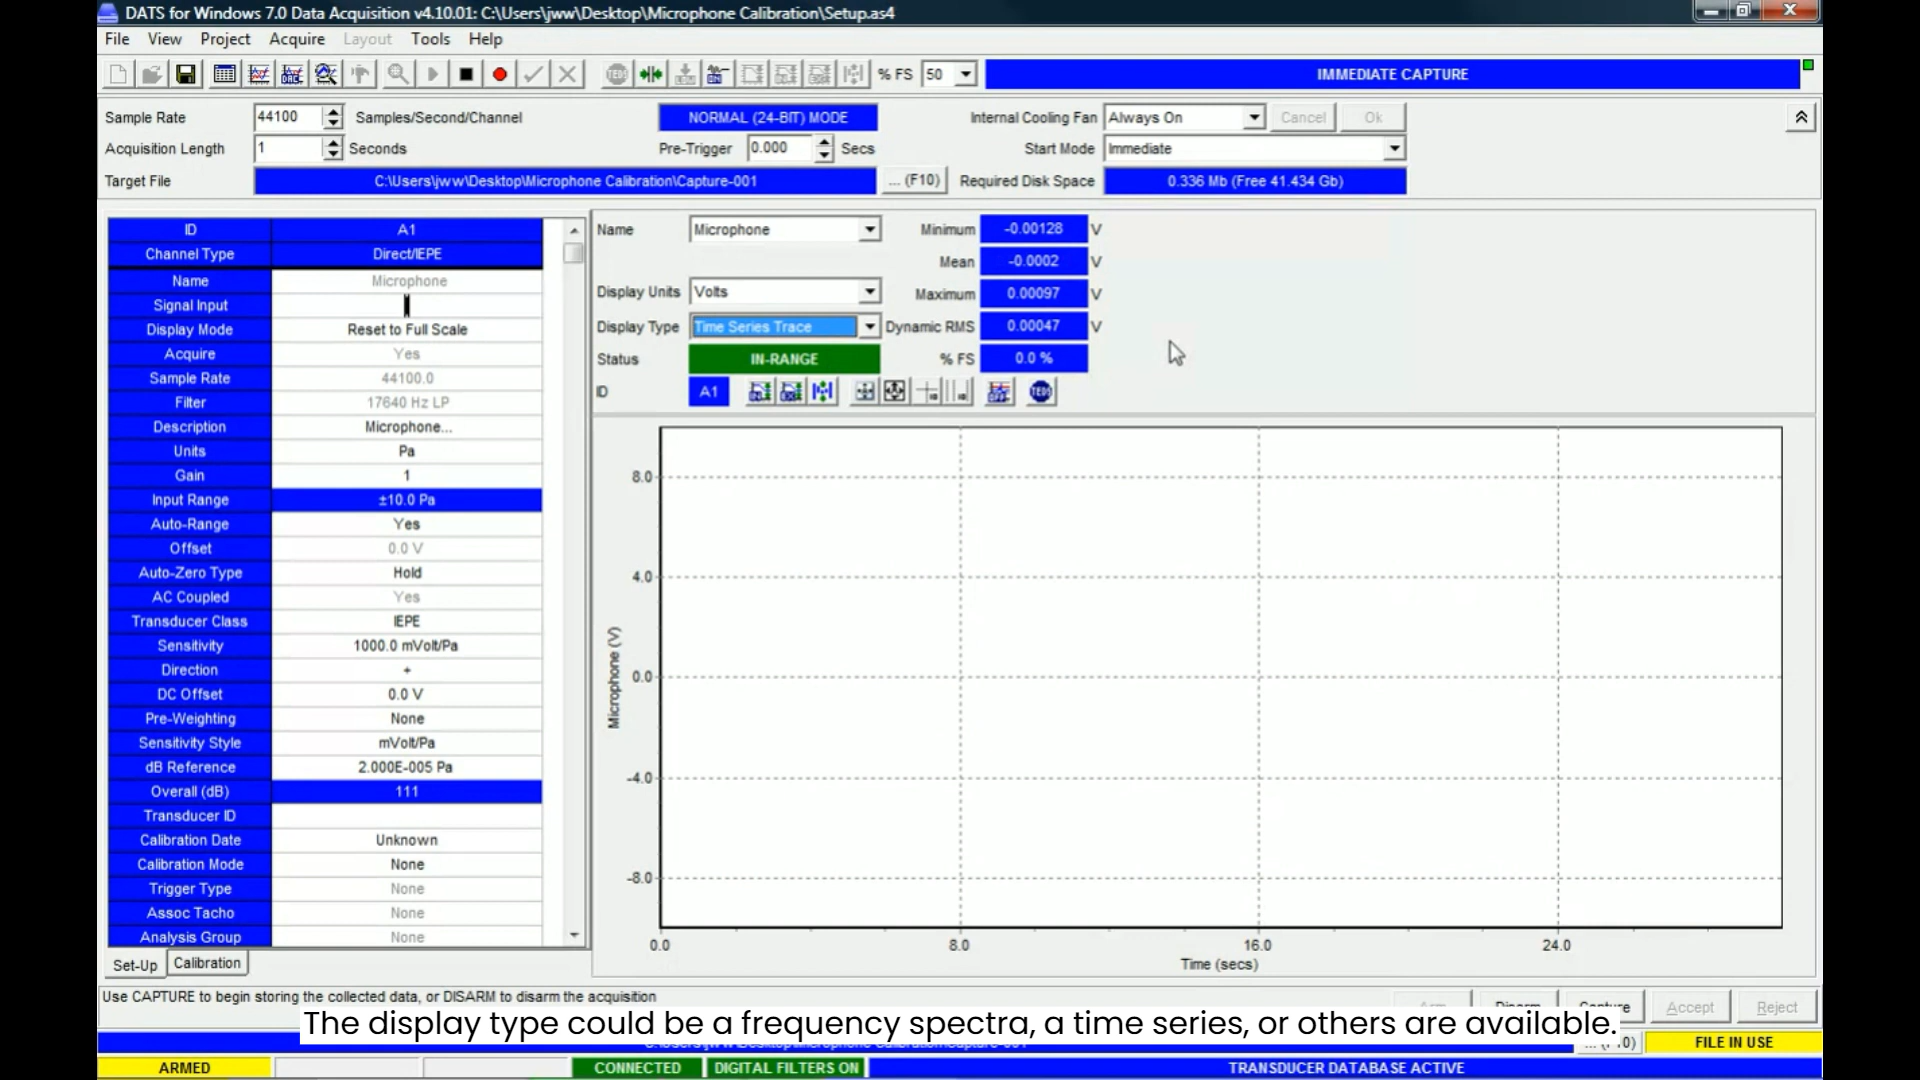 DATS for Windows 7.0 Data Acquisition v4.10.01: C:\Users\jww\Desktop\Microphone Calibration\Setup.as4
File View Project Acquire Layout Tools Help
TEDS % FS 50 IMMEDIATE CAPTURE
Sample Rate 44100 Samples/Second/Channel NORMAL (24-BIT) MODE Internal Cooling Fan Always On Cancel Ok
Acquisition Length 1 Seconds Pre-Trigger 0.000 Secs Start Mode Immediate
Target File C:\Users\jww\Desktop\Microphone Calibration\Capture-001 ... (F10) Required Disk Space 0.336 Mb (Free 41.434 Gb)
ID A1
Channel Type Direct/IEPE
Name Microphone
Signal Input
Display Mode Reset to Full Scale
Acquire Yes
Sample Rate 44100.0
Filter 17640 Hz LP
Description Microphone...
Units Pa
Gain 1
Input Range ±10.0 Pa
Auto-Range Yes
Offset 0.0 V
Auto-Zero Type Hold
AC Coupled Yes
Transducer Class IEPE
Sensitivity 1000.0 mVolt/Pa
Direction +
DC Offset 0.0 V
Pre-Weighting None
Sensitivity Style mVolt/Pa
dB Reference 2.000E-005 Pa
Overall (dB) 111
Transducer ID
Calibration Date Unknown
Calibration Mode None
Trigger Type None
Assoc Tacho None
Analysis Group None
Set-Up Calibration
Name Microphone Minimum -0.00128 V
Mean -0.0002 V
Display Units Volts Maximum 0.00097 V
Display Type Time Series Trace Dynamic RMS 0.00047 V
Status IN-RANGE % FS 0.0 %
ID A1 TEDS
8.0
4.0
0.0
-4.0
-8.0
Microphone (V)
0.0 8.0 16.0 24.0
Time (secs)
Use CAPTURE to begin storing the collected data, or DISARM to disarm the acquisition
Arm Disarm Capture Accept Reject
The display type could be a frequency spectra, a time series, or others are available.
C:\Users\jww\Desktop\Microphone Calibration\Capture-001 ... (F10) FILE IN USE
ARMED CONNECTED DIGITAL FILTERS ON TRANSDUCER DATABASE ACTIVE